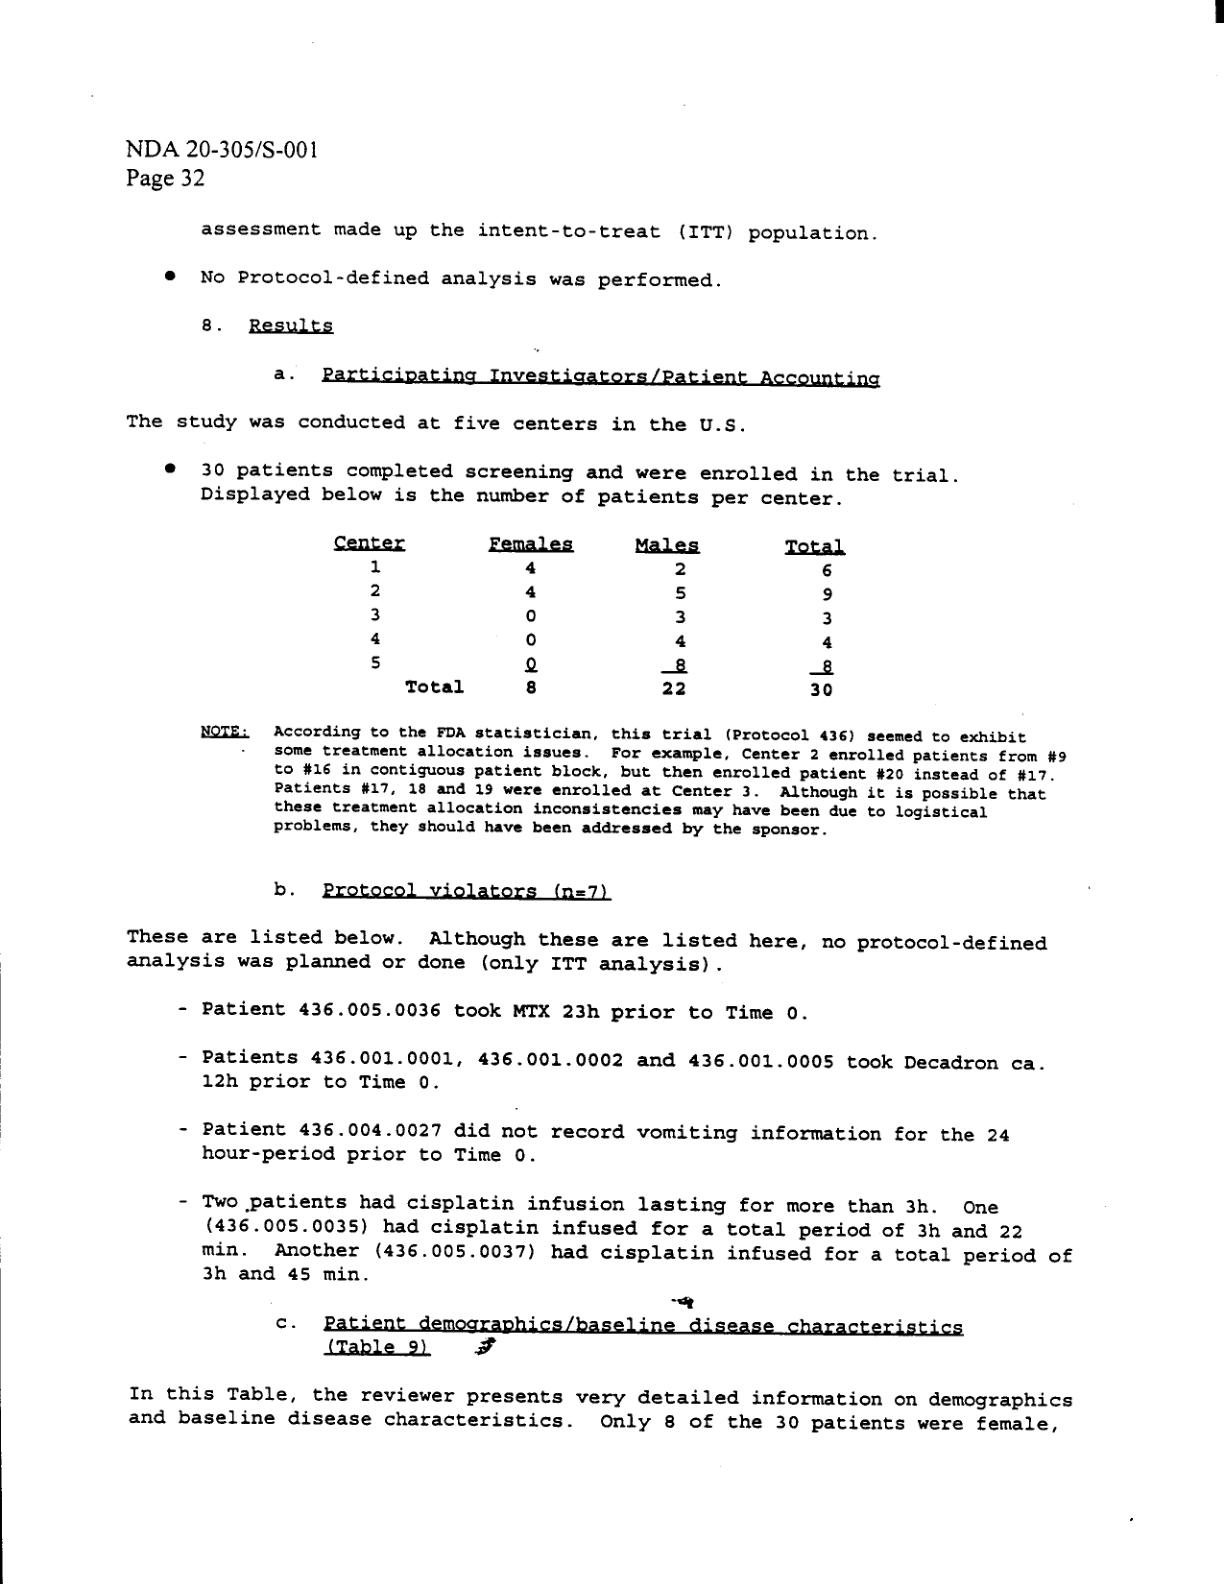 NDA 20-305/S-001
Page 32
assessment made up the intent-to-treat (ITT) population.
● No Protocol-defined analysis was performed.
8. Results
a. Participating Investigators/Patient Accounting
The study was conducted at five centers in the U.S.
● 30 patients completed screening and were enrolled in the trial.
Displayed below is the number of patients per center.
Center Females Males Total
1 4 2 6
2 4 5 9
3 0 3 3
4 0 4 4
5 0 8 8
Total 8 22 30
NOTE: According to the FDA statistician, this trial (Protocol 436) seemed to exhibit
some treatment allocation issues. For example, Center 2 enrolled patients from #9
to #16 in contiguous patient block, but then enrolled patient #20 instead of #17.
Patients #17, 18 and 19 were enrolled at Center 3. Although it is possible that
these treatment allocation inconsistencies may have been due to logistical
problems, they should have been addressed by the sponsor.
b. Protocol violators (n=7)
These are listed below. Although these are listed here, no protocol-defined
analysis was planned or done (only ITT analysis).
- Patient 436.005.0036 took MTX 23h prior to Time 0.
- Patients 436.001.0001, 436.001.0002 and 436.001.0005 took Decadron ca.
12h prior to Time 0.
- Patient 436.004.0027 did not record vomiting information for the 24
hour-period prior to Time 0.
- Two patients had cisplatin infusion lasting for more than 3h. One
(436.005.0035) had cisplatin infused for a total period of 3h and 22
min. Another (436.005.0037) had cisplatin infused for a total period of
3h and 45 min.
c. Patient demographics/baseline disease characteristics
(Table 9)
In this Table, the reviewer presents very detailed information on demographics
and baseline disease characteristics. Only 8 of the 30 patients were female,